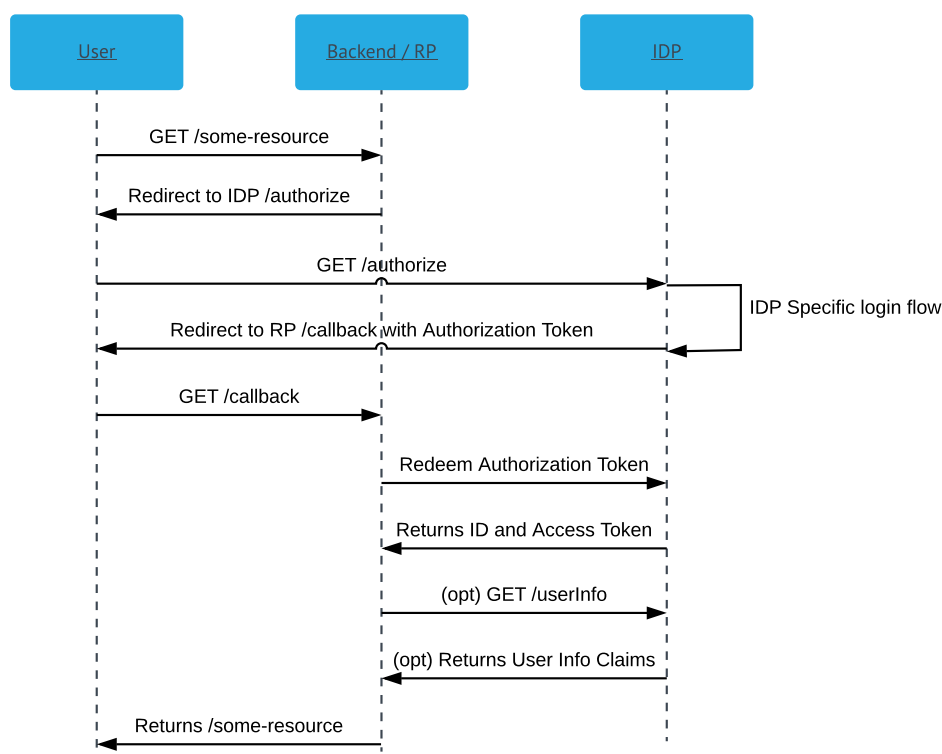 User
Backend / RP
IDP
GET /some-resource
Redirect to IDP /authorize
GET /authorize
IDP Specific login flow
Redirect to RP /callback with Authorization Token
GET /callback
Redeem Authorization Token
Returns ID and Access Token
(opt) GET /userInfo
(opt) Returns User Info Claims
Returns /some-resource